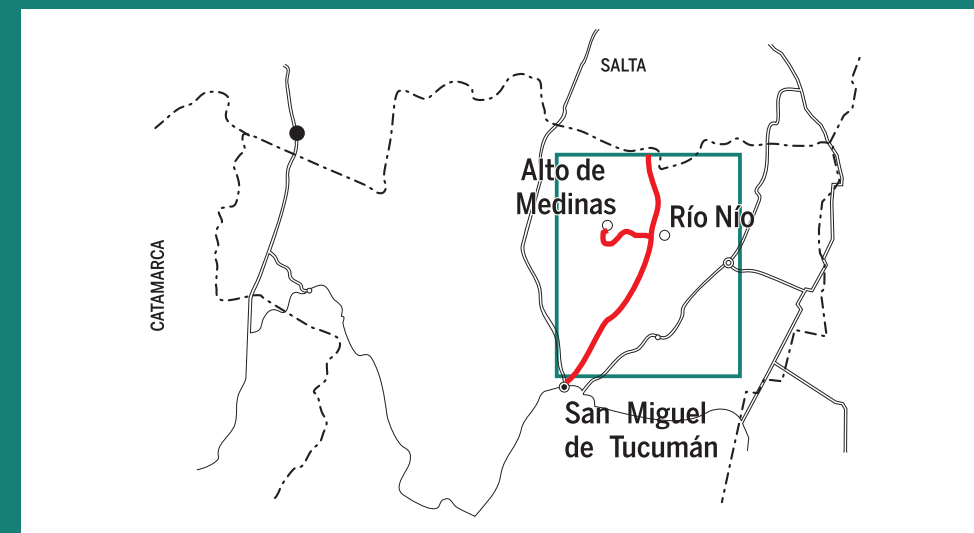 SALTA
Alto de
Medinas
Río Nío
CATAMARCA
San Miguel
de Tucumán